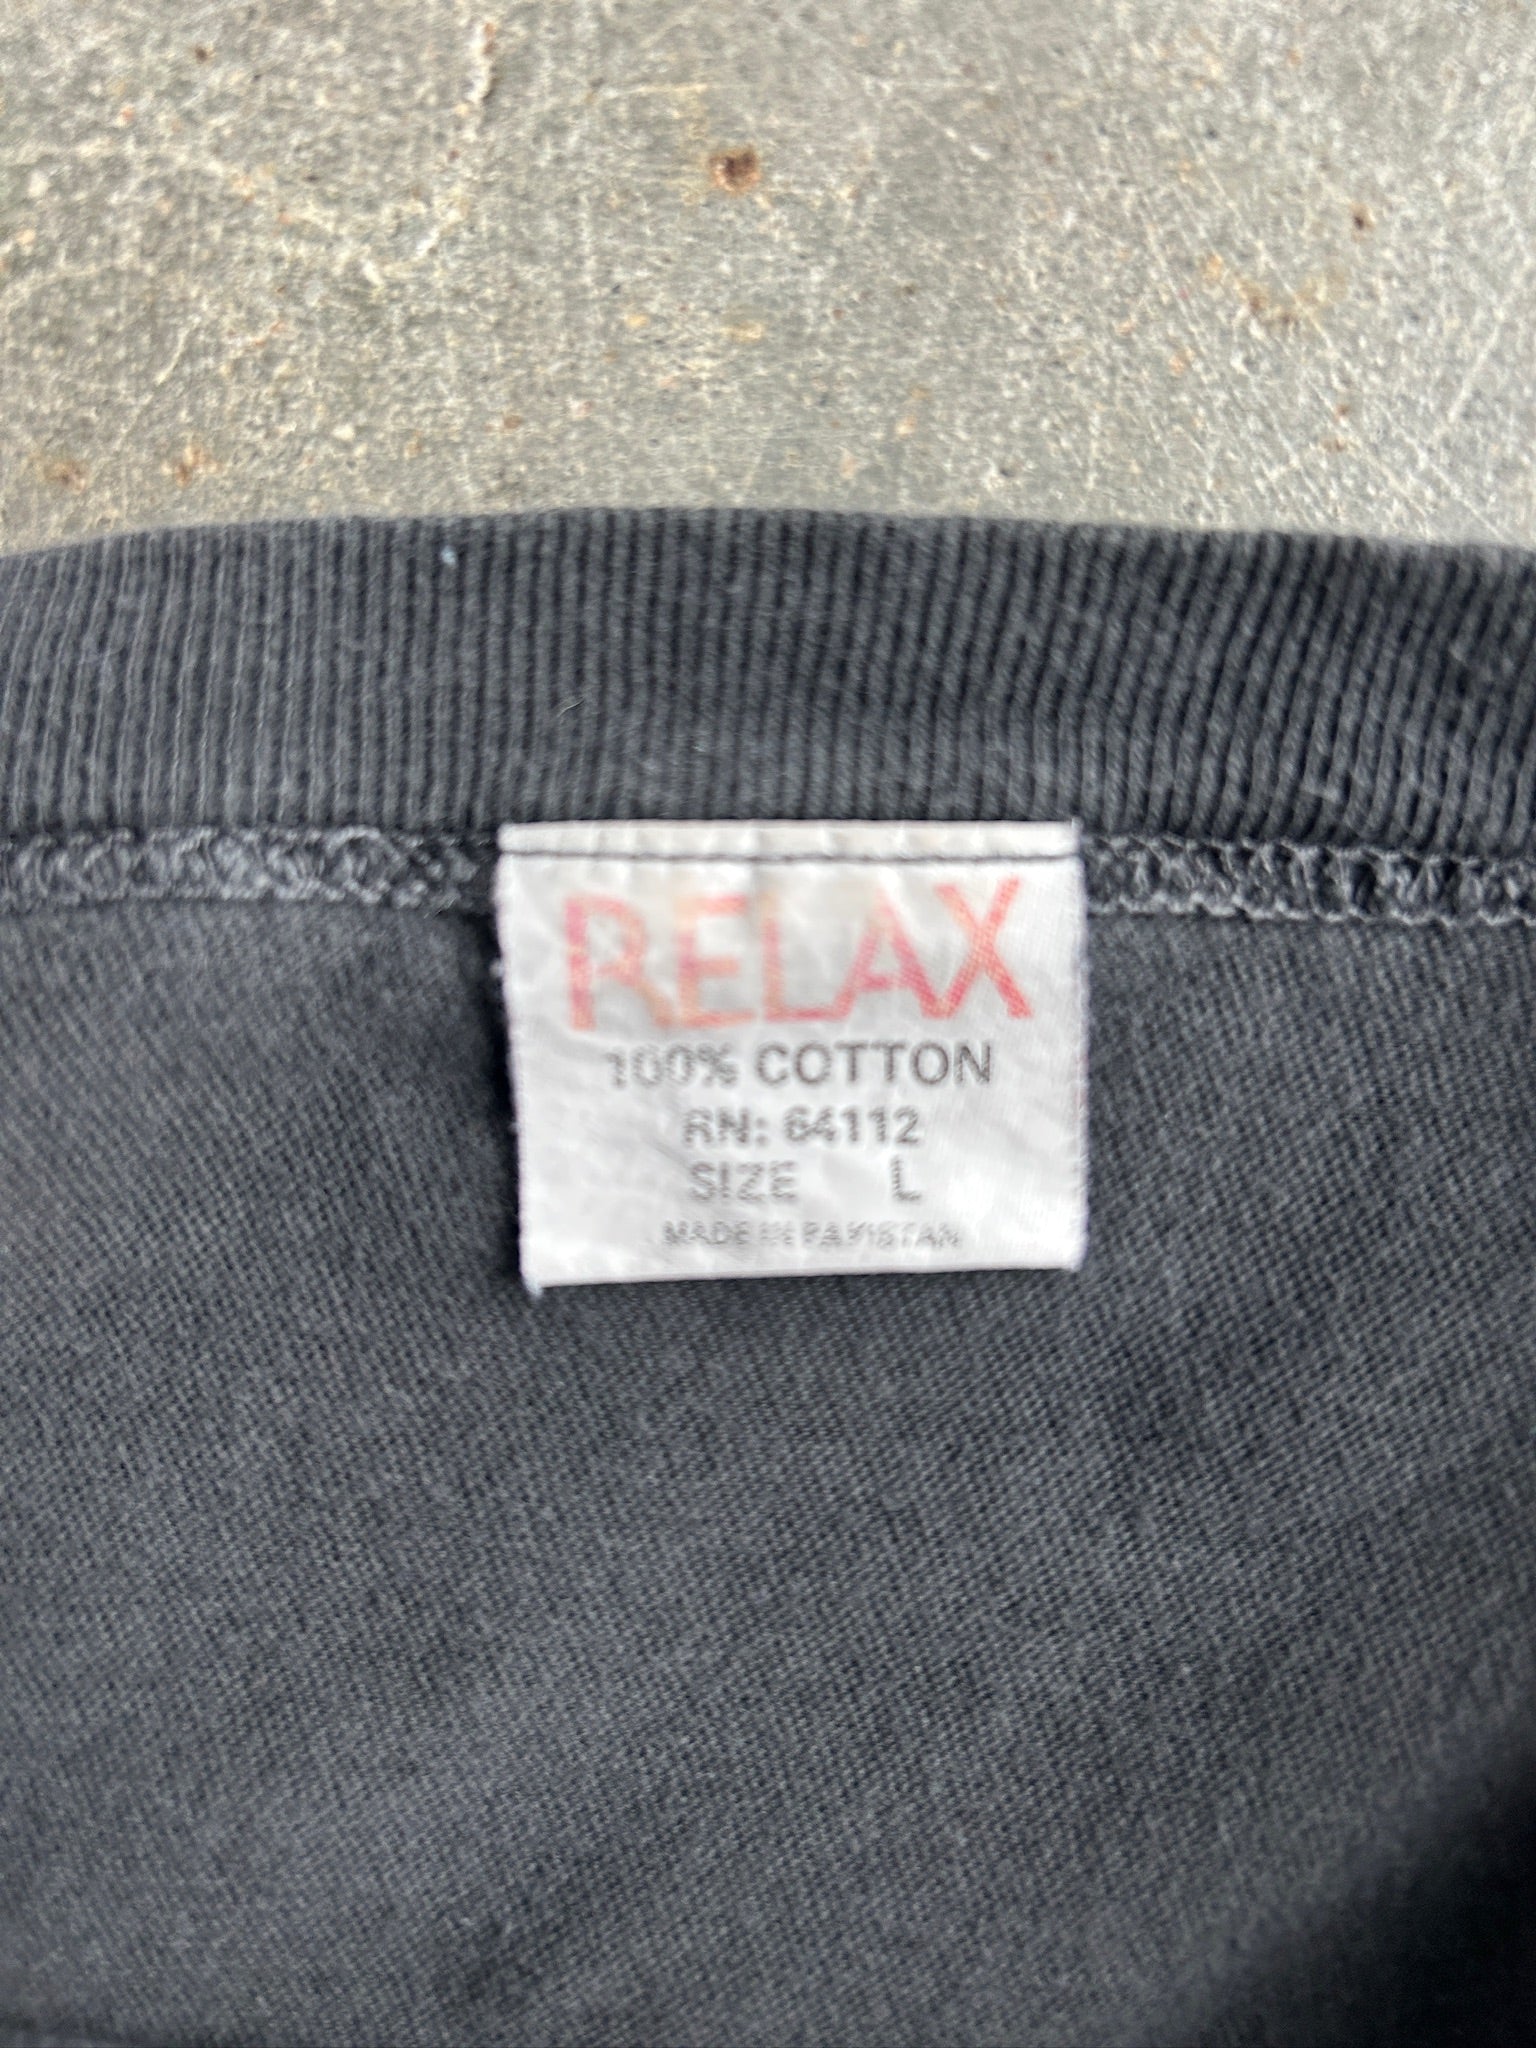 RELAX
100% COTTON
RN: 64112
SIZE L
MADE IN PAKISTAN